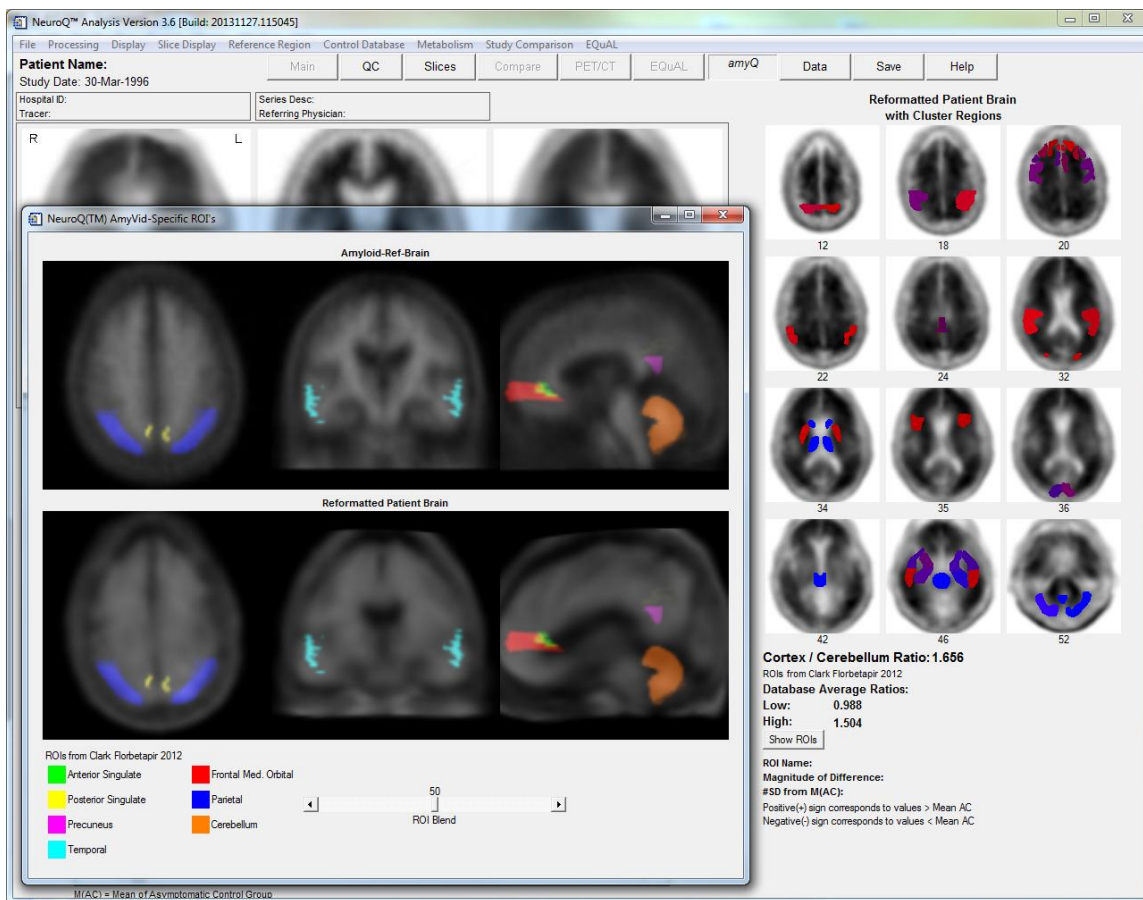 NeuroQ™ Analysis Version 3.6 [Build: 20131127.115045]
File Processing Display Slice Display Reference Region Control Database Metabolism Study Comparison EQuAL
Patient Name:
Study Date: 30-Mar-1996
Main QC Slices Compare PET/CT EQuAL amyQ Data Save Help
Hospital ID:
Tracer:
Series Desc:
Referring Physician:
R L
Reformatted Patient Brain
with Cluster Regions
12 18 20
22 24 32
34 35 36
42 46 52
Cortex / Cerebellum Ratio: 1.656
ROIs from Clark Florbetapir 2012
Database Average Ratios:
Low: 0.988
High: 1.504
Show ROIs
ROI Name:
Magnitude of Difference:
#SD from M(AC):
Positive(+) sign corresponds to values > Mean AC
Negative(-) sign corresponds to values < Mean AC
NeuroQ(TM) AmyVid-Specific ROI's
Amyloid-Ref-Brain
Reformatted Patient Brain
ROIs from Clark Florbetapir 2012
Anterior Singulate Frontal Med. Orbital
Posterior Singulate Parietal
Precuneus Cerebellum
Temporal
50
ROI Blend
M(AC) = Mean of Asymptomatic Control Group